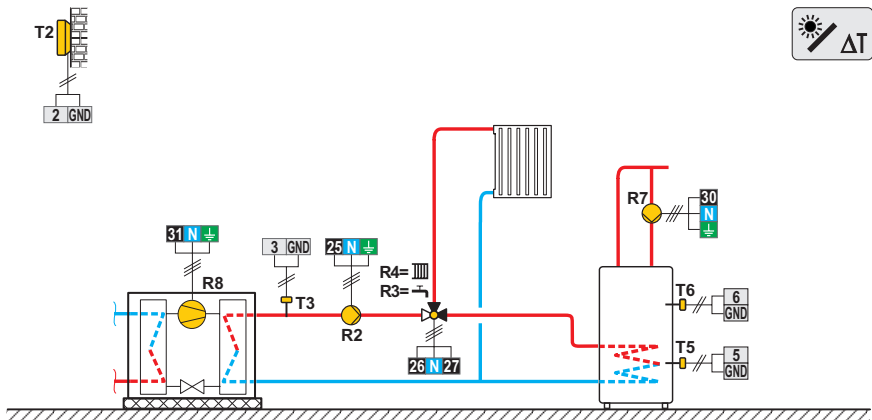 T2
2 GND
ΔT
31 N
R8
3 GND
T3
25 N
R2
R4=
R3=
26 N 27
R7
30
N
T6
6
GND
T5
5
GND